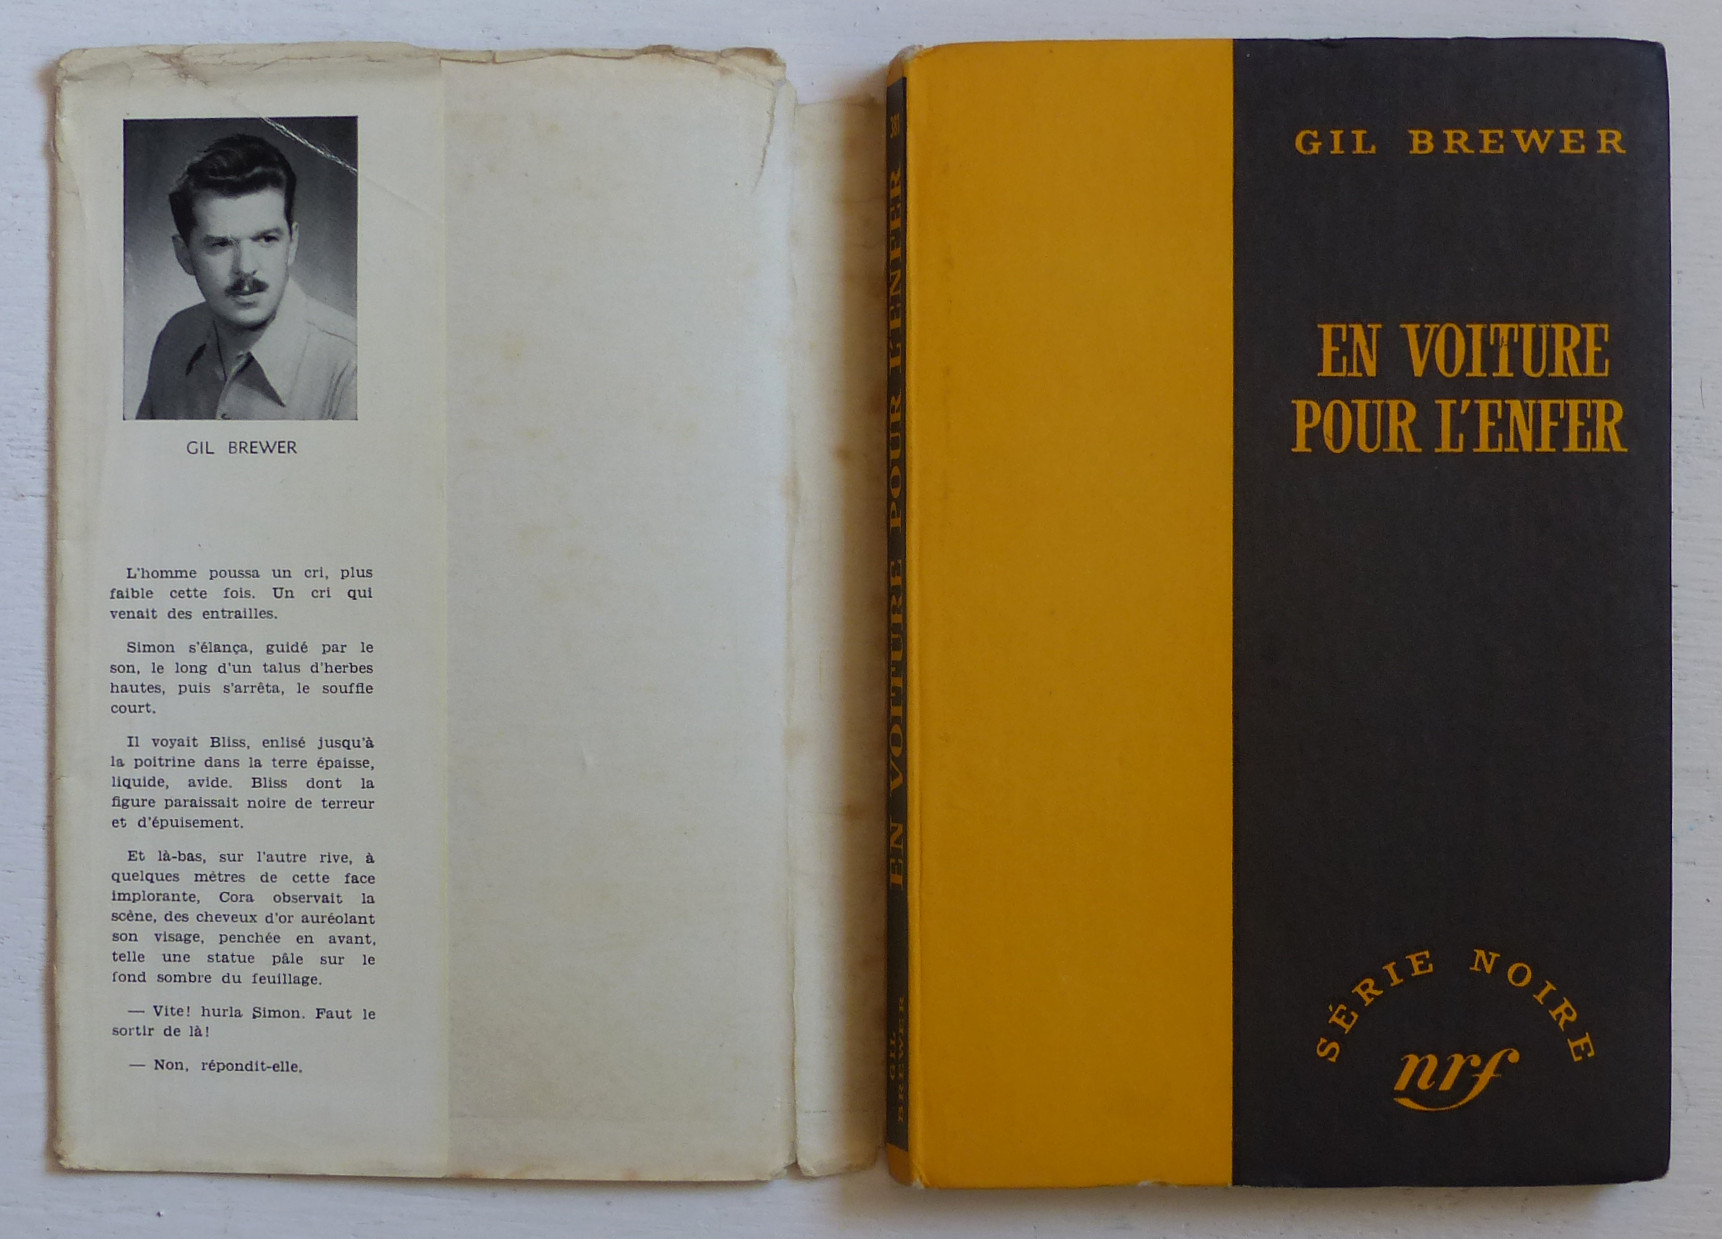 GIL BREWER
L'homme poussa un cri, plus
faible cette fois. Un cri qui
venait des entrailles.
Simon s'élança, guidé par le
son, le long d'un talus d'herbes
hautes, puis s'arrêta, le souffle
court.
Il voyait Bliss, enlisé jusqu'à
la poitrine dans la terre épaisse,
liquide, avide. Bliss dont la
figure paraissait noire de terreur
et d'épuisement.
Et là-bas, sur l'autre rive, à
quelques mètres de cette face
implorante, Cora observait la
scène, des cheveux d'or auréolant
son visage, penchée en avant,
telle une statue pâle sur le
fond sombre du feuillage.
— Vite! hurla Simon. Faut le
sortir de là!
— Non, répondit-elle.
EN VOITURE POUR L'ENFER
GIL
BREWER
GIL BREWER
EN VOITURE
POUR L'ENFER
SÉRIE NOIRE
nrf